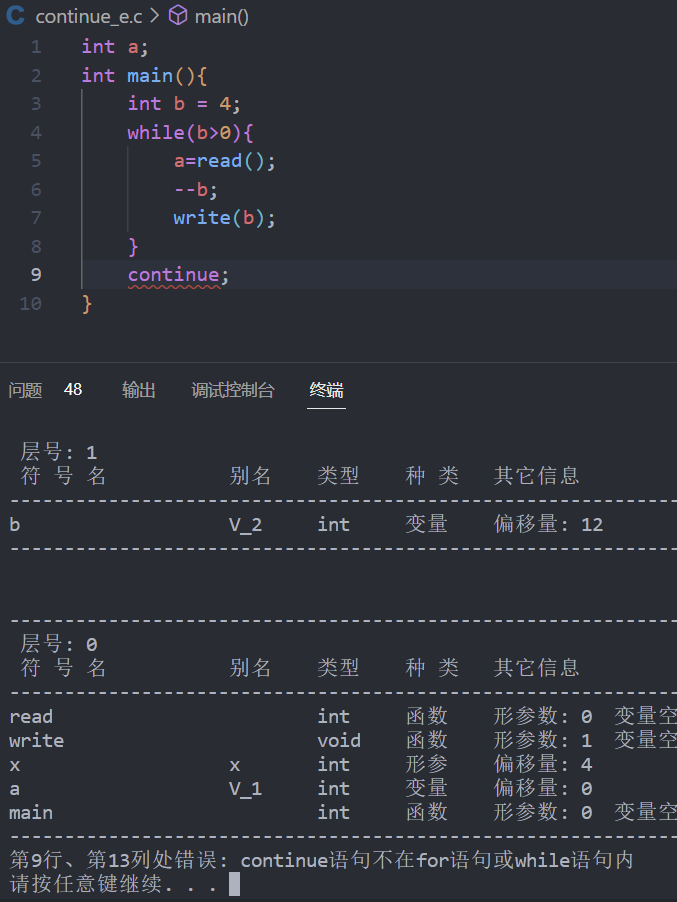 C continue_e.c > main()
1 int a;
2 int main(){
3 int b = 4;
4 while(b>0){
5 a=read();
6 --b;
7 write(b);
8 }
9 continue;
10 }
问题 48 输出 调试控制台 终端
层号: 1
符 号 名 别名 类型 种 类 其它信息
--------------------------------------------------------------
b V_2 int 变量 偏移量: 12
--------------------------------------------------------------
--------------------------------------------------------------
层号: 0
符 号 名 别名 类型 种 类 其它信息
--------------------------------------------------------------
read int 函数 形参数: 0 变量空
write void 函数 形参数: 1 变量空
x x int 形参 偏移量: 4
a V_1 int 变量 偏移量: 0
main int 函数 形参数: 0 变量空
--------------------------------------------------------------
第9行、第13列处错误: continue语句不在for语句或while语句内
请按任意键继续. . .